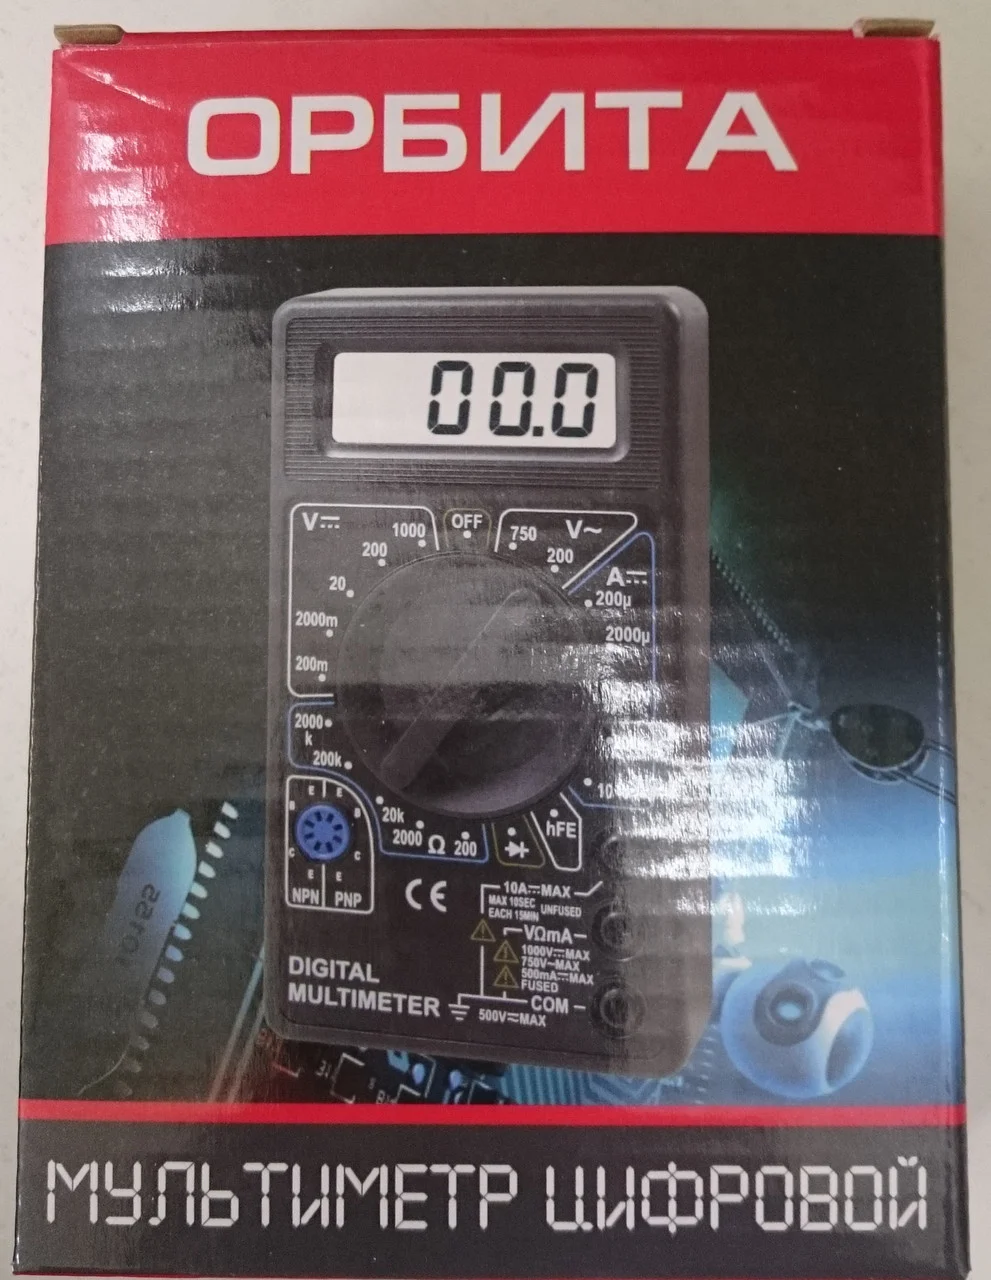 ОРБИТА
00.0
V⎓ 1000 OFF 750 V~
200 200
20 A⎓
200µ
2000m 2000µ
200m
2000
k
200k
10
20k hFE
2000 Ω 200
E E
B B
C C
E E
NPN PNP
CE
10A⎓MAX
MAX 10SEC
EACH 15MIN UNFUSED
VΩmA
1000V⎓MAX
750V~MAX
500mA⎓MAX
FUSED
DIGITAL
MULTIMETER
COM
500V⎓MAX
МУЛЬТИМЕТР ЦИФРОВОЙ